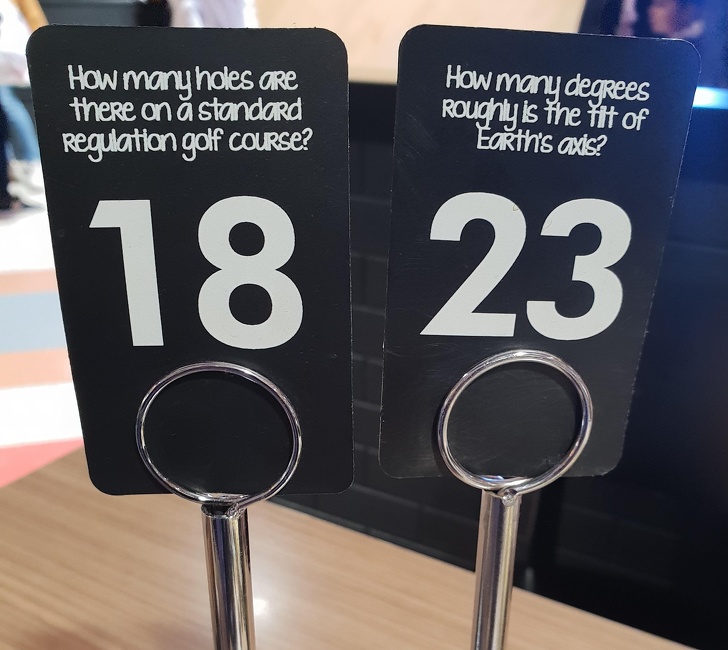 How many holes are
there on a standard
regulation golf course?
18
How many degrees
roughly is the tilt of
Earth's axis?
23